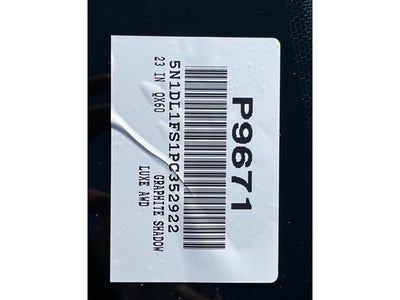 P9671
5N1DL1FS1PC352922
23 IN QX60 GRAPHITE SHADOW
LUXE AWD